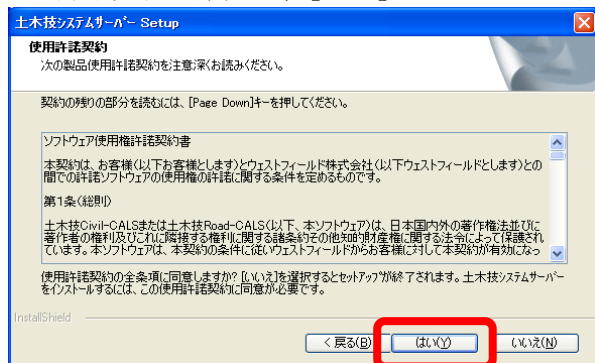 土木技システムサーバー Setup
使用許諾契約
次の製品使用許諾契約を注意深くお読みください。
契約の残りの部分を読むには、[Page Down]キーを押してください。
ソフトウェア使用権許諾契約書
本契約は、お客様(以下お客様とします)とウェストフィールド株式会社(以下ウェストフィールドとします)との
間での許諾ソフトウェアの使用権の許諾に関する条件を定めるものです。
第1条(総則)
土木技Civil-CALSまたは土木技Road-CALS(以下、本ソフトウェア)は、日本国内外の著作権法並びに
著作者の権利及びこれに隣接する権利に関する諸条約その他知的財産権に関する法令によって保護され
ています。本ソフトウェアは、本契約の条件に従いウェストフィールドからお客様に対して本契約が有効になっ
使用許諾契約の全条項に同意しますか? [いいえ]を選択するとセットアップが終了されます。 土木技システムサーバー
をインストールするには、この使用許諾契約に同意が必要です。
InstallShield
< 戻る(B)
はい(Y)
いいえ(N)